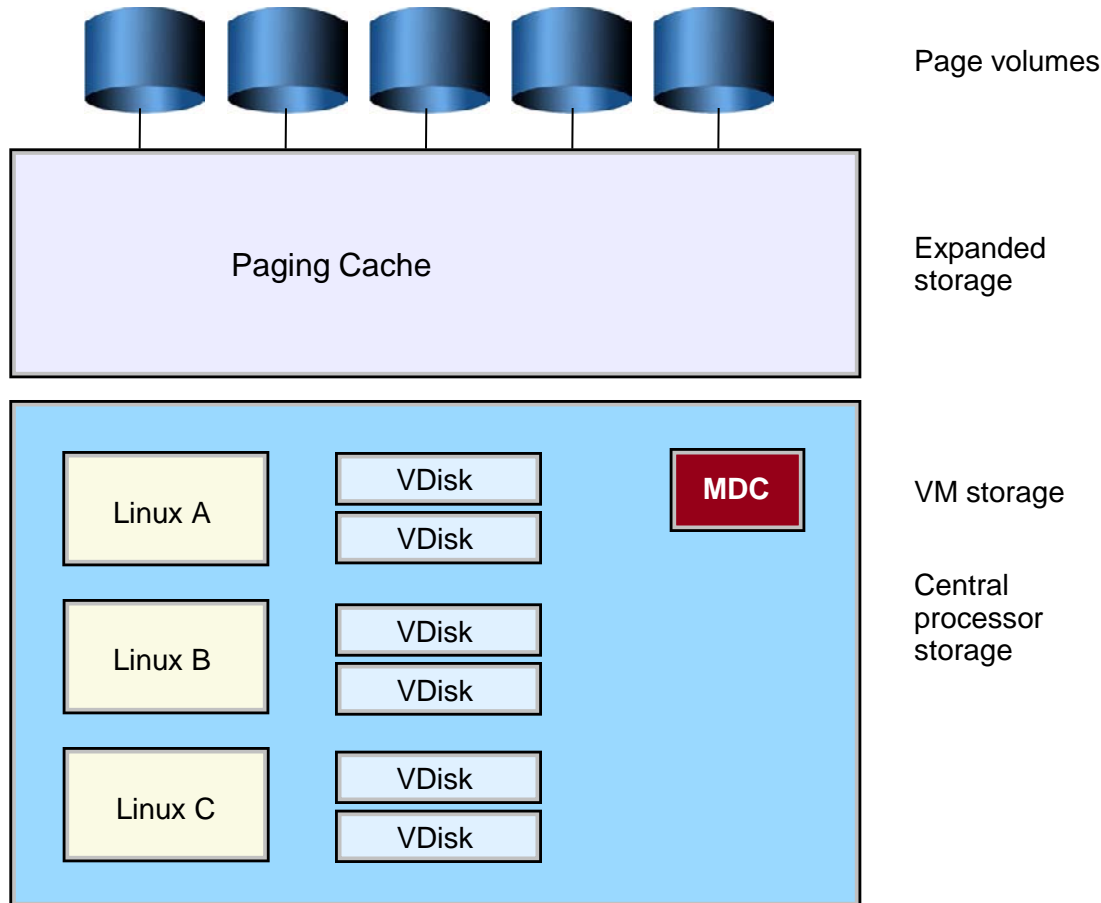 Page volumes
Paging Cache
Expanded
storage
Linux A
VDisk
VDisk
MDC
VM storage
Linux B
VDisk
VDisk
Central
processor
storage
Linux C
VDisk
VDisk